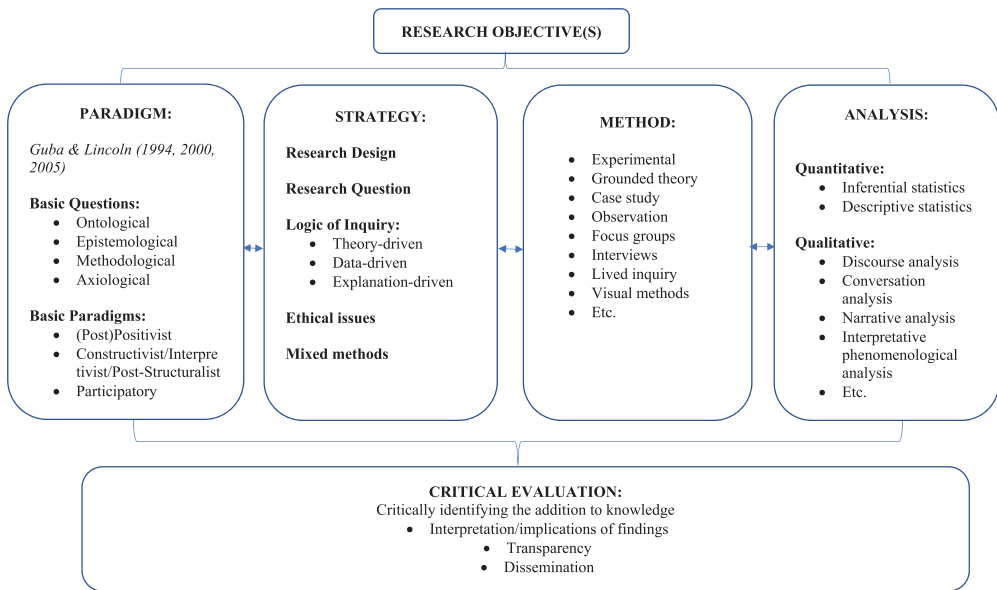 RESEARCH OBJECTIVE(S)
PARADIGM:
Guba & Lincoln (1994, 2000,
2005)
Basic Questions:
• Ontological
• Epistemological
• Methodological
• Axiological
Basic Paradigms:
• (Post)Positivist
• Constructivist/Interpre
tivist/Post-Structuralist
• Participatory
STRATEGY:
Research Design
Research Question
Logic of Inquiry:
• Theory-driven
• Data-driven
• Explanation-driven
Ethical issues
Mixed methods
METHOD:
• Experimental
• Grounded theory
• Case study
• Observation
• Focus groups
• Interviews
• Lived inquiry
• Visual methods
• Etc.
ANALYSIS:
Quantitative:
• Inferential statistics
• Descriptive statistics
Qualitative:
• Discourse analysis
• Conversation
analysis
• Narrative analysis
• Interpretative
phenomenological
analysis
• Etc.
CRITICAL EVALUATION:
Critically identifying the addition to knowledge
• Interpretation/implications of findings
• Transparency
• Dissemination